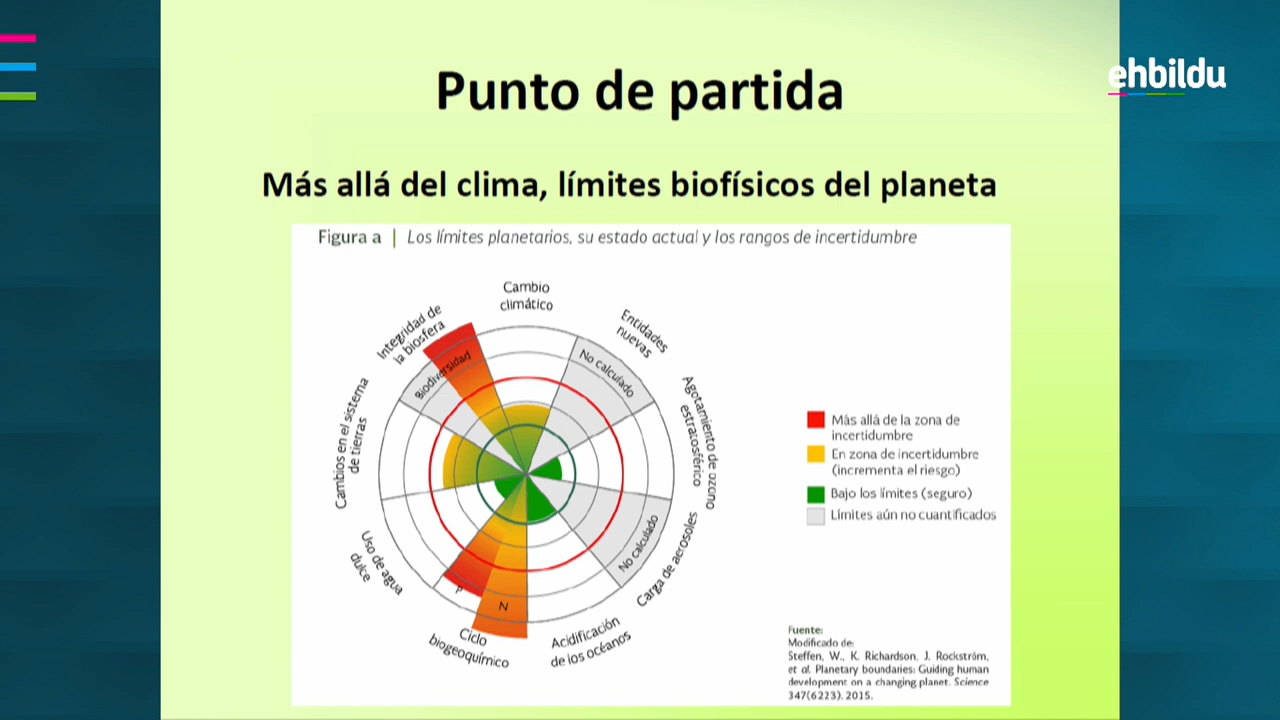 ehbildu
Punto de partida
Más allá del clima, límites biofísicos del planeta
Figura a | Los límites planetarios, su estado actual y los rangos de incertidumbre
Cambio
climático
Entidades
nuevas
Integridad de
la biosfera
Biodiversidad
No calculado
Agotamiento de ozono
estratosférico
Cambios en el sistema
de tierras
No calculado
Carga de aerosoles
Uso de agua
dulce
P
N
Ciclo
biogeoquímico
Acidificación
de los océanos
Más allá de la zona de
incertidumbre
En zona de incertidumbre
(incrementa el riesgo)
Bajo los límites (seguro)
Límites aún no cuantificados
Fuente:
Modificado de:
Steffen, W., K. Richardson, J. Rockström,
et al. Planetary boundaries: Guiding human
development on a changing planet. Science
347(6223). 2015.